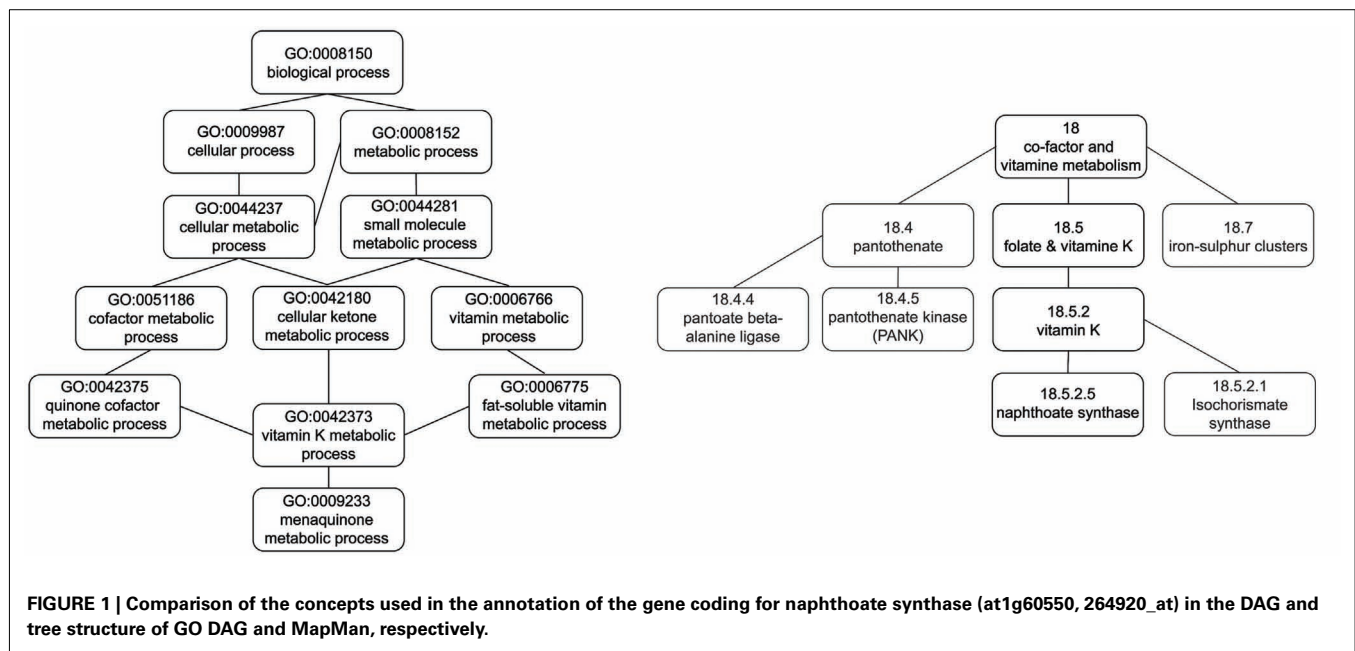 GO:0008150
biological process
GO:0009987
cellular process
GO:0008152
metabolic process
GO:0044237
cellular metabolic
process
GO:0044281
small molecule
metabolic process
GO:0051186
cofactor metabolic
process
GO:0042180
cellular ketone
metabolic process
GO:0006766
vitamin metabolic
process
GO:0042375
quinone cofactor
metabolic process
GO:0042373
vitamin K metabolic
process
GO:0006775
fat-soluble vitamin
metabolic process
GO:0009233
menaquinone
metabolic process
18
co-factor and
vitamine metabolism
18.4
pantothenate
18.5
folate & vitamine K
18.7
iron-sulphur clusters
18.4.4
pantoate beta-
alanine ligase
18.4.5
pantothenate kinase
(PANK)
18.5.2
vitamin K
18.5.2.5
naphthoate synthase
18.5.2.1
Isochorismate
synthase
FIGURE 1 | Comparison of the concepts used in the annotation of the gene coding for naphthoate synthase (at1g60550, 264920_at) in the DAG and
tree structure of GO DAG and MapMan, respectively.